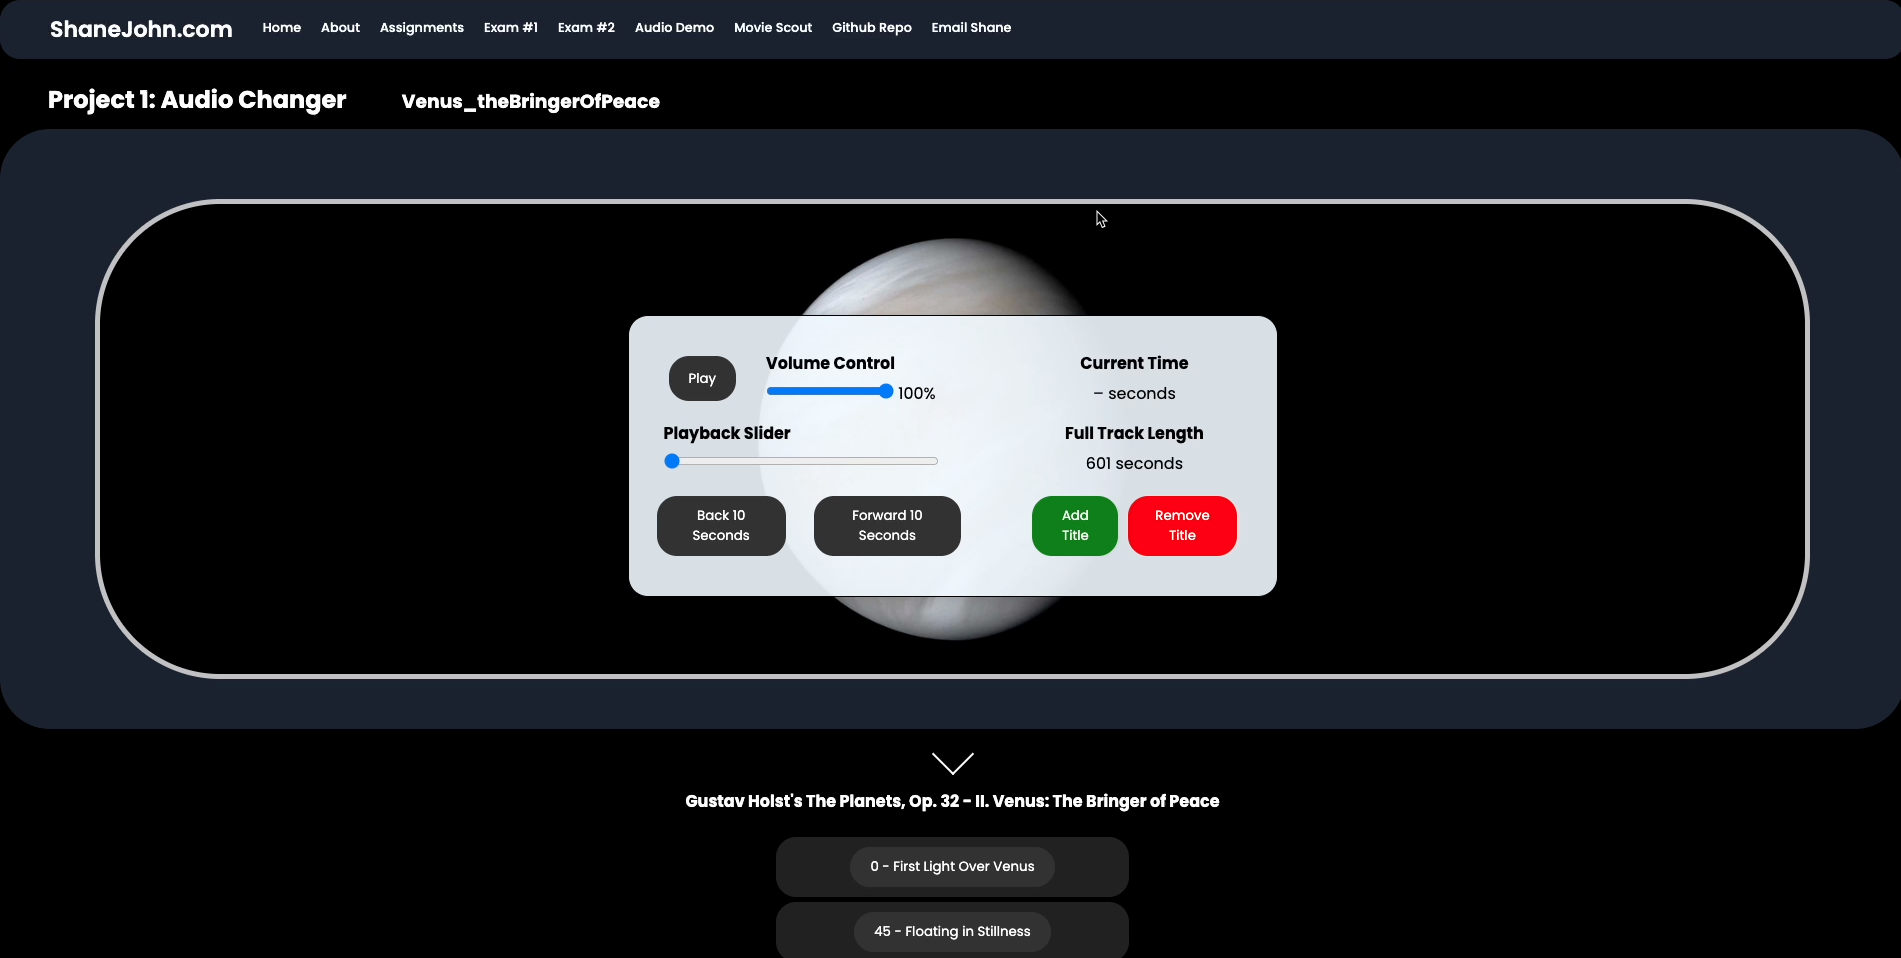 ShaneJohn.com Home About Assignments Exam #1 Exam #2 Audio Demo Movie Scout Github Repo Email Shane
Project 1: Audio Changer Venus_theBringerOfPeace
Play Volume Control
100%
Current Time
– seconds
Playback Slider
Full Track Length
601 seconds
Back 10
Seconds
Forward 10
Seconds
Add
Title
Remove
Title
Gustav Holst's The Planets, Op. 32 - II. Venus: The Bringer of Peace
0 - First Light Over Venus
45 - Floating in Stillness